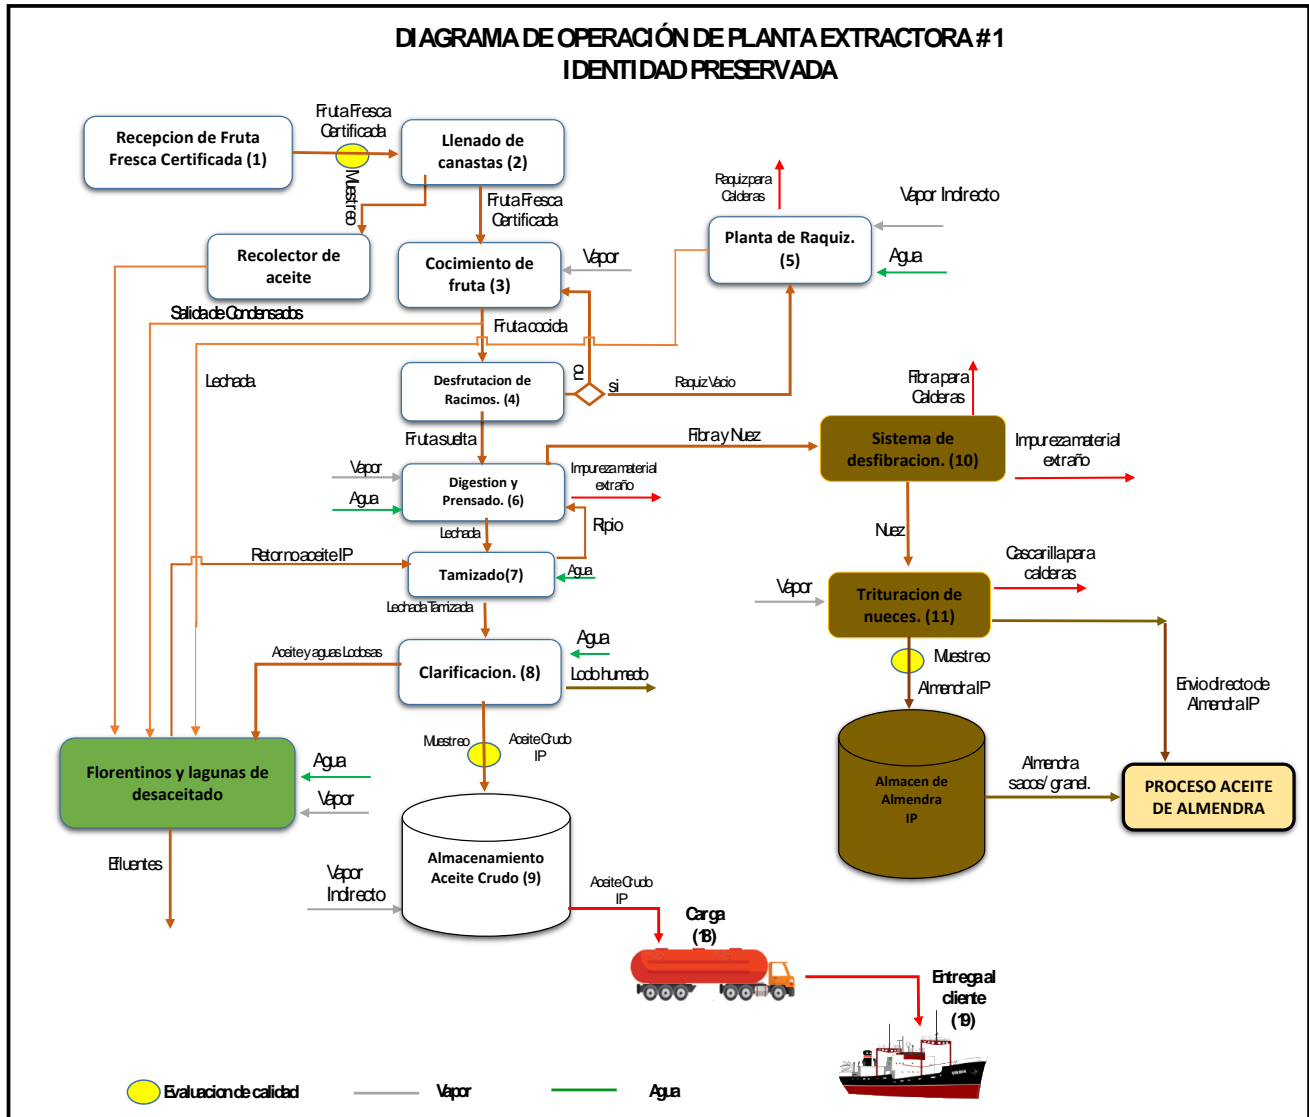 DIAGRAMA DE OPERACIÓN DE PLANTA EXTRACTORA #1
IDENTIDAD PRESERVADA
Recepcion de Fruta
Fresca Certificada (1)
Fruta Fresca
Certificada
Muestreo
Llenado de
canastas (2)
Recolector de
aceite
Fruta Fresca
Certificada
Cocimiento de
fruta (3)
Vapor
Raquiz para
Calderas
Vapor Indirecto
Planta de Raquiz.
(5)
Agua
Salida de Condensados
Fruta cocida
Lechada.
Desfrutacion de
Racimos. (4)
no
si
Raquiz Vacio
Fruta suelta
Fibra y Nuez
Fibra para
Calderas
Sistema de
desfibracion. (10)
Impureza material
extraño
Vapor
Agua
Digestion y
Prensado. (6)
Impureza material
extraño
Ripio
Lechada
Nuez
Retorno aceite IP
Tamizado(7)
Agua
Cascarilla para
calderas
Vapor
Trituracion de
nueces. (11)
Lechada Tamizada
Aceite y aguas Lodosas
Clarificacion. (8)
Agua
Lodo humedo
Muestreo
Almendra IP
Envio directo de
Almendra IP
Muestreo
Aceite Crudo
IP
Florentinos y lagunas de
desaceitado
Agua
Vapor
Efluentes
Almacen de
Almendra
IP
Almendra
sacos/ granel.
PROCESO ACEITE
DE ALMENDRA
Almacenamiento
Aceite Crudo (9)
Vapor
Indirecto
Aceite Crudo
IP
Carga
(18)
Entrega al
cliente
(19)
Evaluacion de calidad
Vapor
Agua